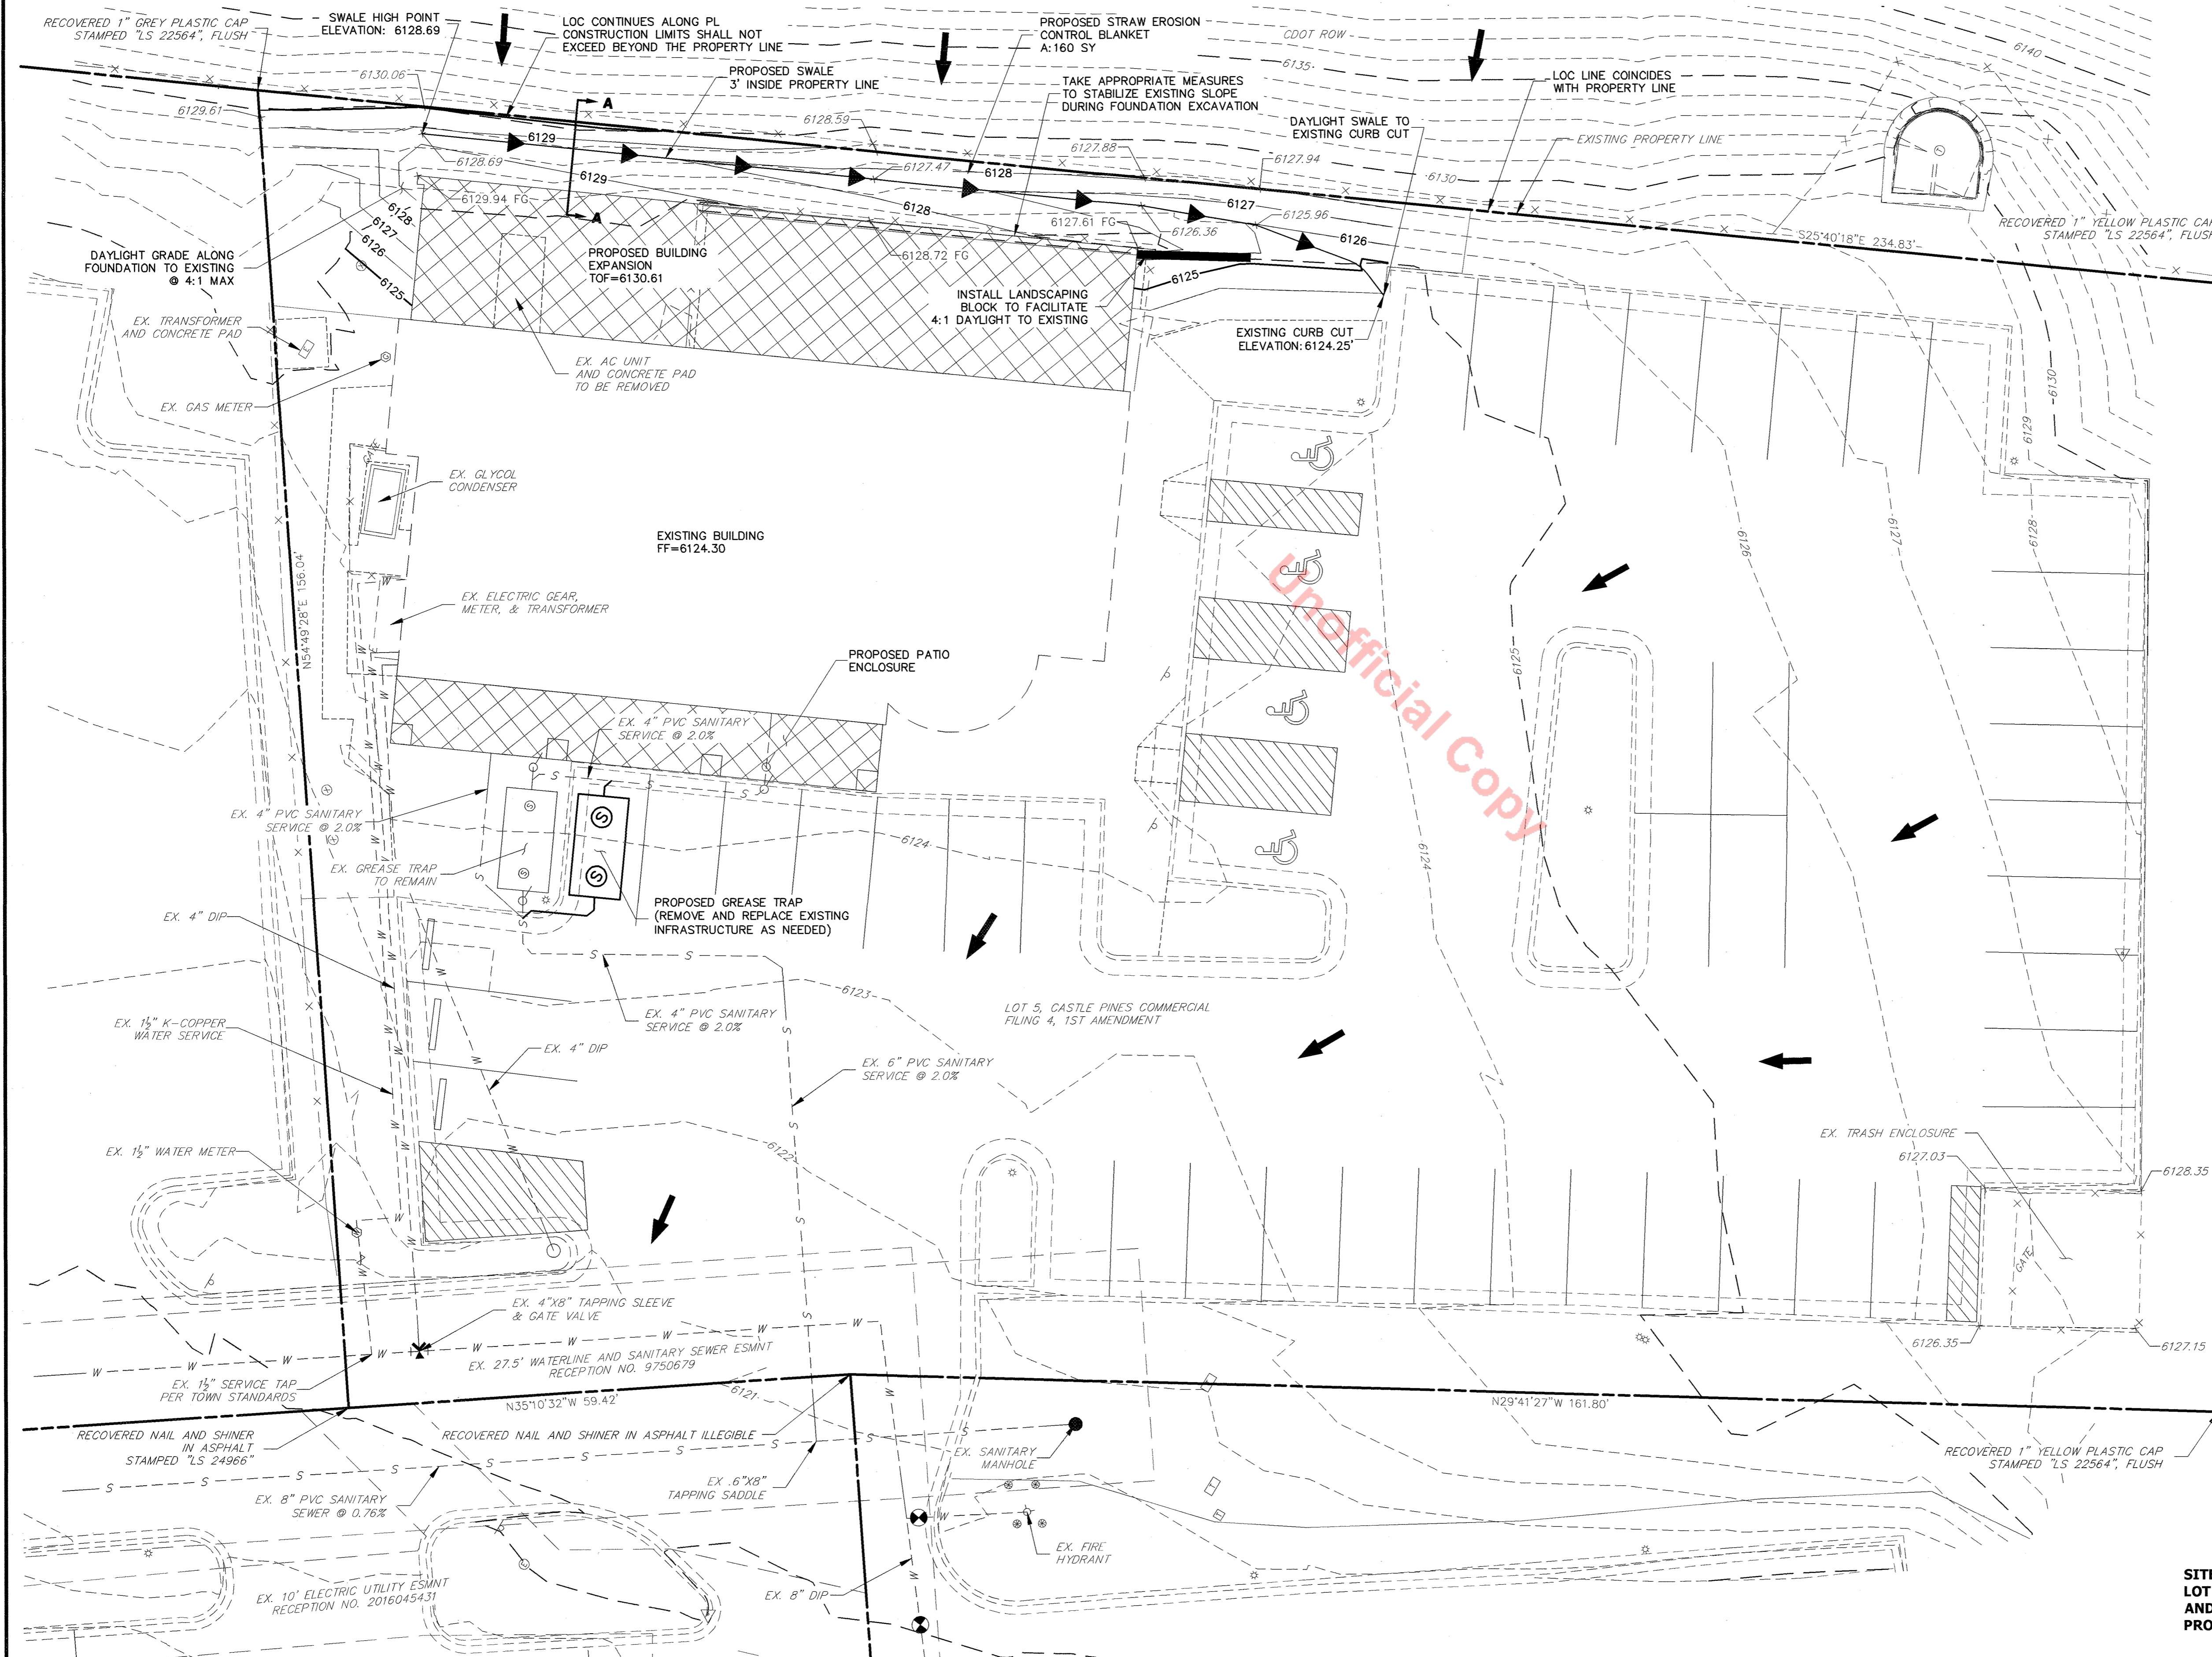 RECOVERED 1" GREY PLASTIC CAP
STAMPED "LS 22564", FLUSH
SWALE HIGH POINT
ELEVATION: 6128.69
LOC CONTINUES ALONG PL
CONSTRUCTION LIMITS SHALL NOT
EXCEED BEYOND THE PROPERTY LINE
PROPOSED STRAW EROSION
CONTROL BLANKET
A:160 SY
CDOT ROW
6140
6135
6130.06
PROPOSED SWALE
3' INSIDE PROPERTY LINE
TAKE APPROPRIATE MEASURES
TO STABILIZE EXISTING SLOPE
DURING FOUNDATION EXCAVATION
LOC LINE COINCIDES
WITH PROPERTY LINE
6129.61
A
6128.59
DAYLIGHT SWALE TO
EXISTING CURB CUT
EXISTING PROPERTY LINE
6129
6128.69
6127.88
6127.94
6127.47
6128
6130
6129
6129.94 FG
A
6128
6127
6127.61 FG
6125.96
6126.36
6126
RECOVERED 1" YELLOW PLASTIC CAP
STAMPED "LS 22564", FLUSH
S25°40'18"E 234.83'
6128
6127
6126
6125
DAYLIGHT GRADE ALONG
FOUNDATION TO EXISTING
@ 4:1 MAX
PROPOSED BUILDING
EXPANSION
TOF=6130.61
6128.72 FG
6125
INSTALL LANDSCAPING
BLOCK TO FACILITATE
4:1 DAYLIGHT TO EXISTING
EXISTING CURB CUT
ELEVATION: 6124.25'
EX. TRANSFORMER
AND CONCRETE PAD
EX. AC UNIT
AND CONCRETE PAD
TO BE REMOVED
6130
EX. GAS METER
G
6129
GATE
EX. GLYCOL
CONDENSER
EXISTING BUILDING
FF=6124.30
6126
6127
6128
N54°49'28"E 156.04'
EX. ELECTRIC GEAR,
METER, & TRANSFORMER
Unofficial Copy
PROPOSED PATIO
ENCLOSURE
6125
EX. 4" PVC SANITARY
SERVICE @ 2.0%
EX. 4" PVC SANITARY
SERVICE @ 2.0%
6124
6124
EX. GREASE TRAP
TO REMAIN
S
S
S
S
PROPOSED GREASE TRAP
(REMOVE AND REPLACE EXISTING
INFRASTRUCTURE AS NEEDED)
EX. 4" DIP
6123
LOT 5, CASTLE PINES COMMERCIAL
FILING 4, 1ST AMENDMENT
EX. 4" PVC SANITARY
SERVICE @ 2.0%
EX. 1½" K-COPPER
WATER SERVICE
EX. 4" DIP
EX. 6" PVC SANITARY
SERVICE @ 2.0%
EX. 1½" WATER METER
6122
EX. TRASH ENCLOSURE
6127.03
6128.35
GATE
EX. 4"X8" TAPPING SLEEVE
& GATE VALVE
EX. 27.5' WATERLINE AND SANITARY SEWER ESMNT
RECEPTION NO. 9750679
6126.35
6127.15
EX. 1½" SERVICE TAP
PER TOWN STANDARDS
6121
N35°10'32"W 59.42'
N29°41'27"W 161.80'
RECOVERED NAIL AND SHINER
IN ASPHALT
STAMPED "LS 24966"
RECOVERED NAIL AND SHINER IN ASPHALT ILLEGIBLE
EX. SANITARY
MANHOLE
RECOVERED 1" YELLOW PLASTIC CAP
STAMPED "LS 22564", FLUSH
EX .6"X8"
TAPPING SADDLE
EX. 8" PVC SANITARY
SEWER @ 0.76%
EX. FIRE
HYDRANT
EX. 10' ELECTRIC UTILITY ESMNT
RECEPTION NO. 2016045431
EX. 8" DIP
LOT
AND